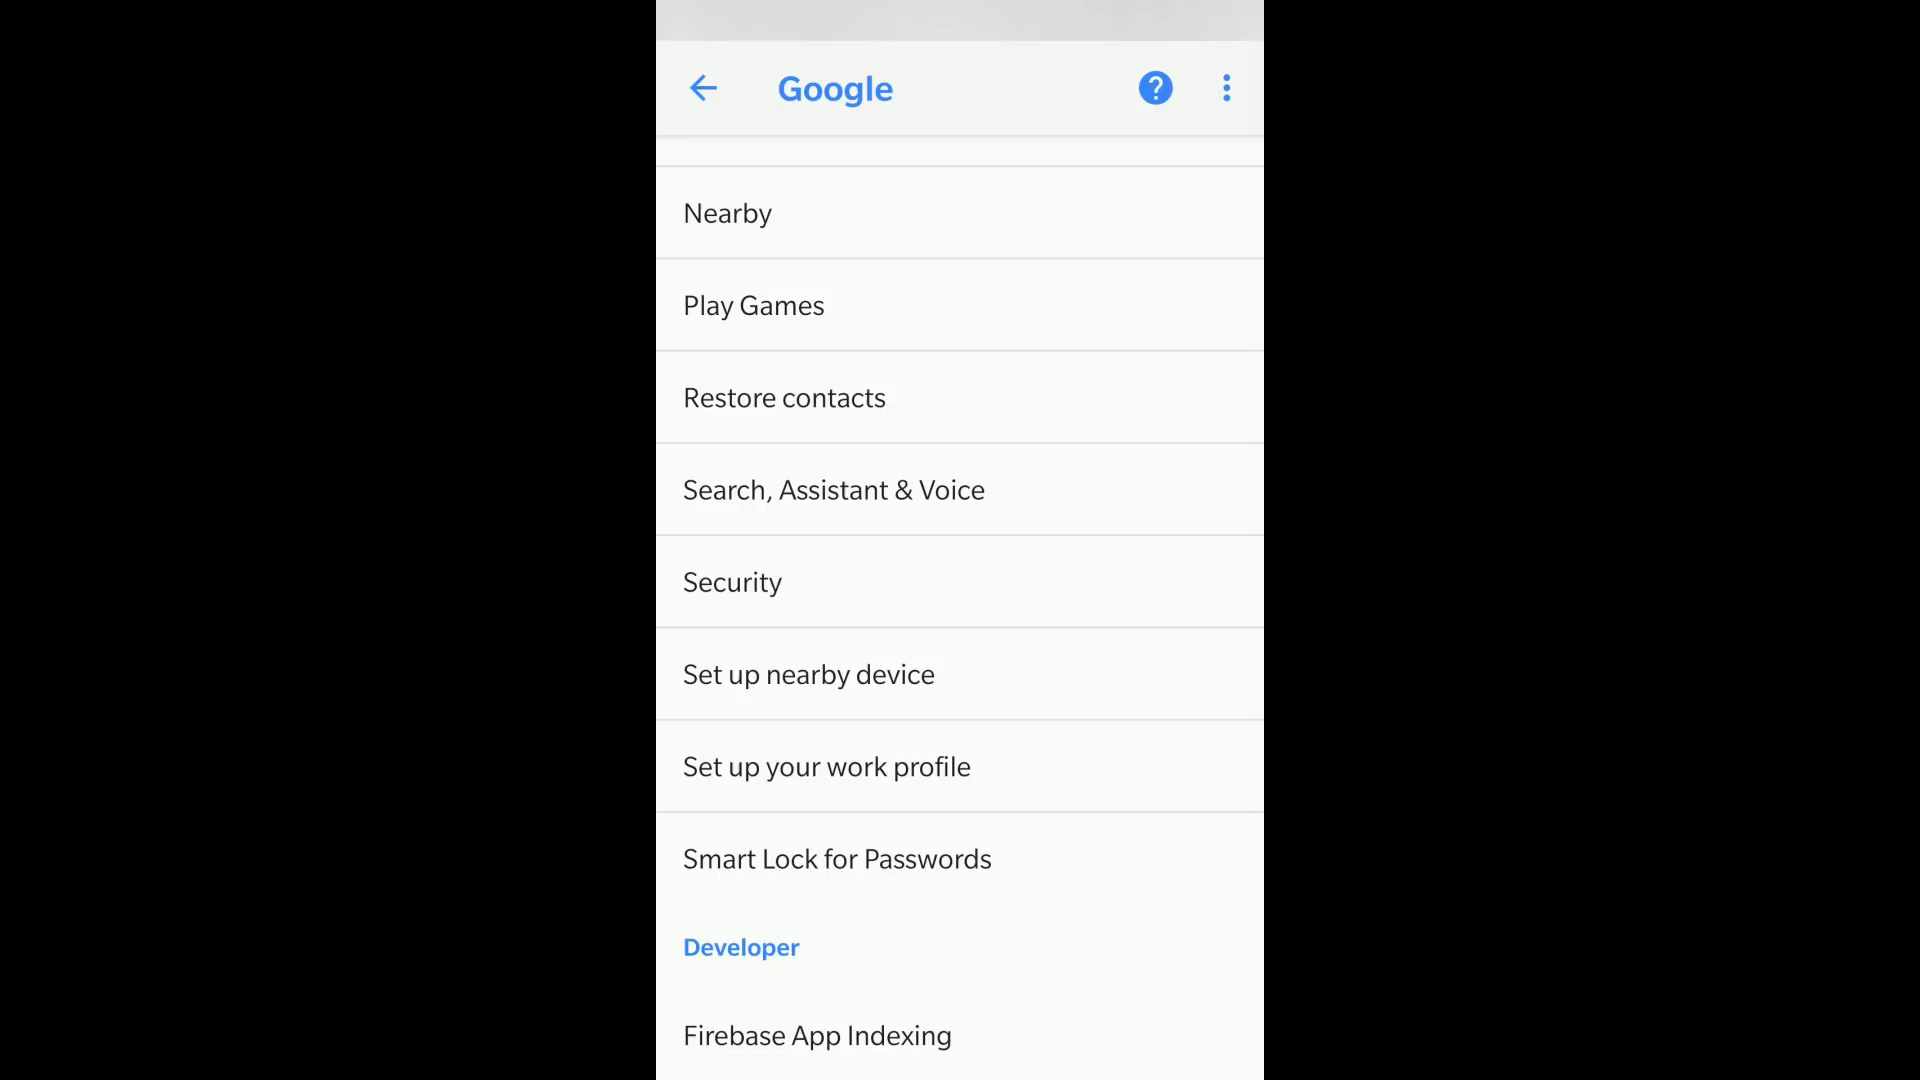 Google
Nearby
Play Games
Restore contacts
Search, Assistant & Voice
Security
Set up nearby device
Set up your work profile
Smart Lock for Passwords
Developer
Firebase App Indexing